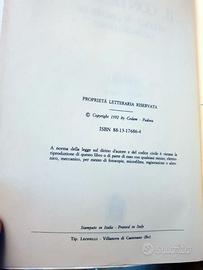 PROPRIETÀ LETTERARIA RISERVATA
© Copyright 1992 by Cedam - Padova
ISBN 88-13-17686-4
A norma della legge sul diritto d'autore e del codice civile è vietata la
riproduzione di questo libro o di parte di esso con qualsiasi mezzo, elettro-
nico, meccanico, per mezzo di fotocopie, microfilms, registrazioni o altro
Stampato in Italia - Printed in Italy
Tip. Leonelli - Villanova di Castenaso (Bo)